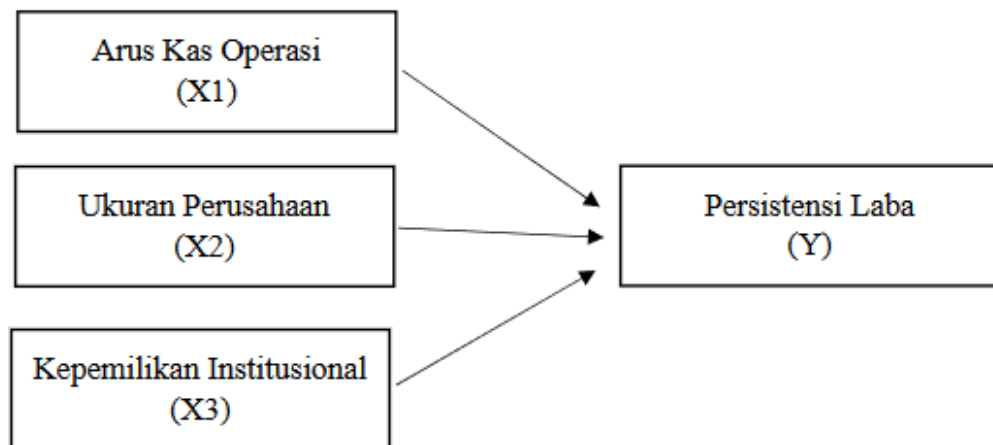 Arus Kas Operasi
(X1)
Ukuran Perusahaan
(X2)
Kepemilikan Institusional
(X3)
Persistensi Laba
(Y)